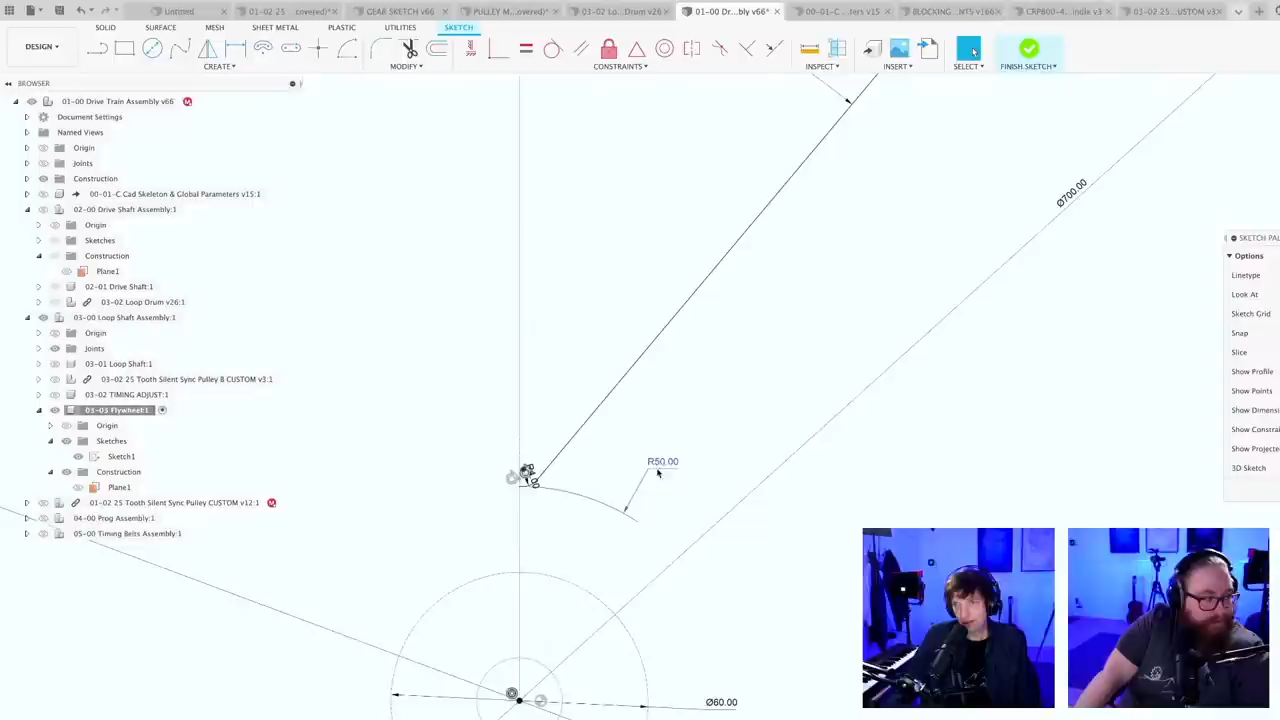 Untitled
01-02 25 ...covered)*
GEAR SKETCH v66
PULLEY M...overed)*
03-02 Lo...Drum v26
01-00 Dr...bly v66*
00-01-C ...ters v15
BLOCKING ...NTS v166
CRP800-4...indle v3
03-02 25...USTOM v3
DESIGN
SOLID
SURFACE
MESH
SHEET METAL
PLASTIC
UTILITIES
SKETCH
CREATE
MODIFY
CONSTRAINTS
INSPECT
INSERT
SELECT
FINISH SKETCH
BROWSER
01-00 Drive Train Assembly v66
Document Settings
Named Views
Origin
Joints
Construction
00-01-C Cad Skeleton & Global Parameters v15:1
02-00 Drive Shaft Assembly:1
Origin
Sketches
Construction
Plane1
02-01 Drive Shaft:1
03-02 Loop Drum v26:1
03-00 Loop Shaft Assembly:1
Origin
Joints
03-01 Loop Shaft:1
03-02 25 Tooth Silent Sync Pulley B CUSTOM v3:1
03-02 TIMING ADJUST:1
03-03 Flywheel:1
Origin
Sketches
Sketch1
Construction
Plane1
01-02 25 Tooth Silent Sync Pulley CUSTOM v12:1
04-00 Prog Assembly:1
05-00 Timing Belts Assembly:1
Ø700.00
R50.00
Ø60.00
SKETCH PAL
Options
Linetype
Look At
Sketch Grid
Snap
Slice
Show Profile
Show Points
Show Dimensi
Show Constrai
Show Projecte
3D Sketch